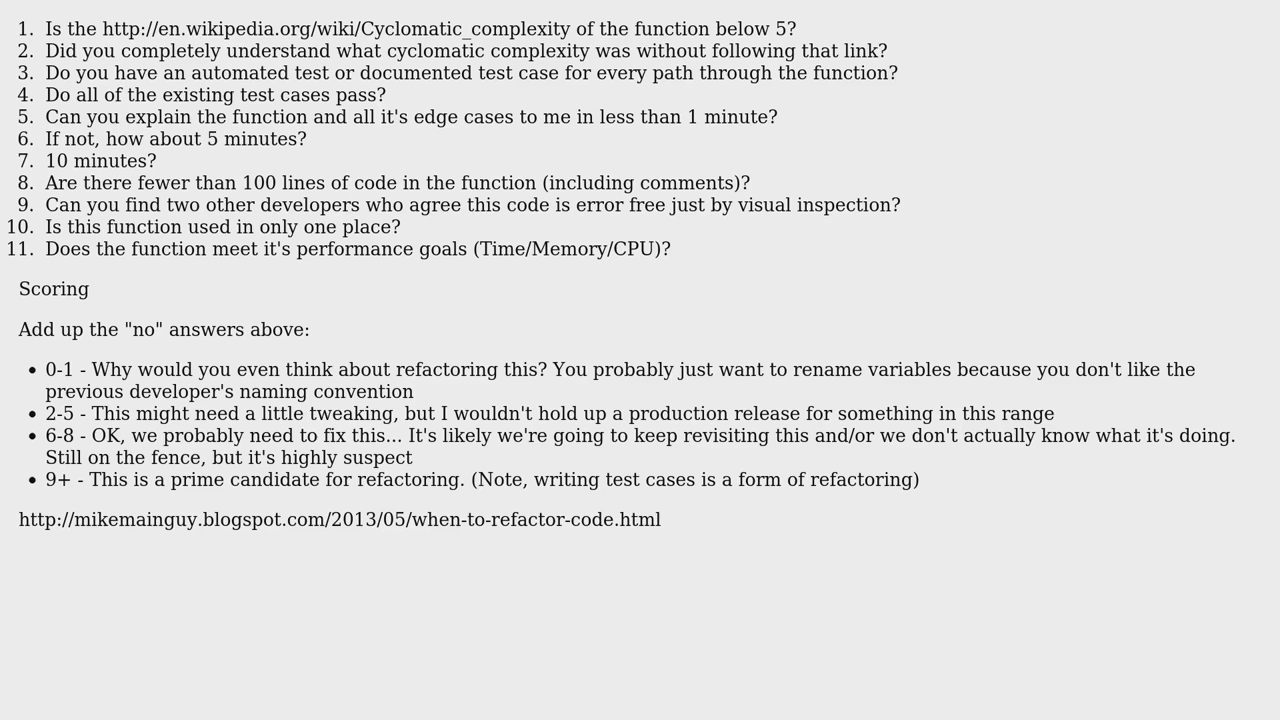 1. Is the http://en.wikipedia.org/wiki/Cyclomatic_complexity of the function below 5?
2. Did you completely understand what cyclomatic complexity was without following that link?
3. Do you have an automated test or documented test case for every path through the function?
4. Do all of the existing test cases pass?
5. Can you explain the function and all it's edge cases to me in less than 1 minute?
6. If not, how about 5 minutes?
7. 10 minutes?
8. Are there fewer than 100 lines of code in the function (including comments)?
9. Can you find two other developers who agree this code is error free just by visual inspection?
10. Is this function used in only one place?
11. Does the function meet it's performance goals (Time/Memory/CPU)?
Scoring
Add up the "no" answers above:
• 0-1 - Why would you even think about refactoring this? You probably just want to rename variables because you don't like the
previous developer's naming convention
• 2-5 - This might need a little tweaking, but I wouldn't hold up a production release for something in this range
• 6-8 - OK, we probably need to fix this... It's likely we're going to keep revisiting this and/or we don't actually know what it's doing.
Still on the fence, but it's highly suspect
• 9+ - This is a prime candidate for refactoring. (Note, writing test cases is a form of refactoring)
http://mikemainguy.blogspot.com/2013/05/when-to-refactor-code.html